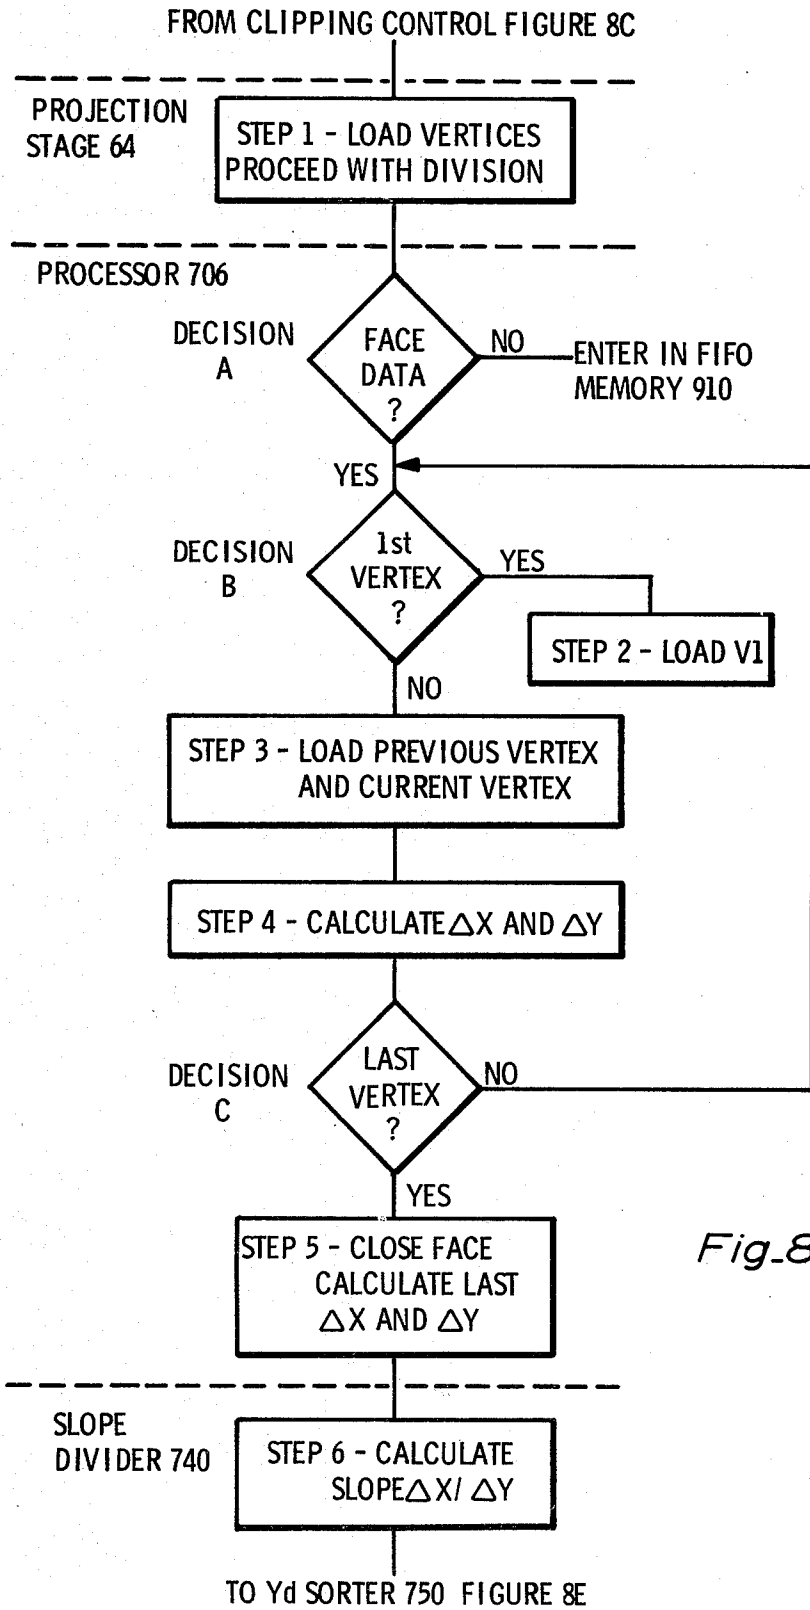 FROM CLIPPING CONTROL FIGURE 8C
PROJECTION
STAGE 64
STEP 1 - LOAD VERTICES
PROCEED WITH DIVISION
PROCESSOR 706
DECISION
A
FACE
DATA
?
NO
ENTER IN FIFO
MEMORY 910
YES
DECISION
B
1st
VERTEX
?
YES
STEP 2 - LOAD V1
NO
STEP 3 - LOAD PREVIOUS VERTEX
AND CURRENT VERTEX
STEP 4 - CALCULATE △X AND △Y
DECISION
C
LAST
VERTEX
?
NO
YES
STEP 5 - CLOSE FACE
CALCULATE LAST
△X AND △Y
Fig_8
SLOPE
DIVIDER 740
STEP 6 - CALCULATE
SLOPE△X/ △Y
TO Yd SORTER 750 FIGURE 8E